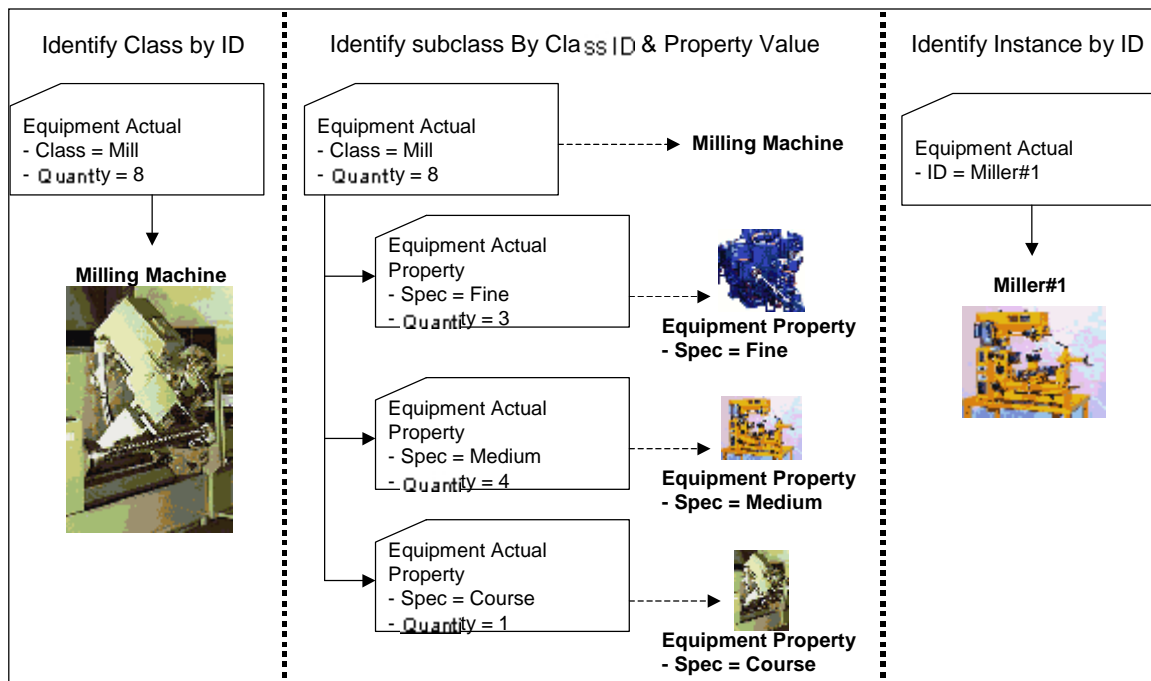 Identify Class by ID
Equipment Actual
- Class = Mill
- Quantty = 8
Milling Machine
Identify subclass By Class ID & Property Value
Equipment Actual
- Class = Mill
- Quantty = 8
Milling Machine
Equipment Actual
Property
- Spec = Fine
- Quantity = 3
Equipment Property
- Spec = Fine
Equipment Actual
Property
- Spec = Medium
- Quantity = 4
Equipment Property
- Spec = Medium
Equipment Actual
Property
- Spec = Course
- Quantity = 1
Equipment Property
- Spec = Course
Identify Instance by ID
Equipment Actual
- ID = Miller#1
Miller#1